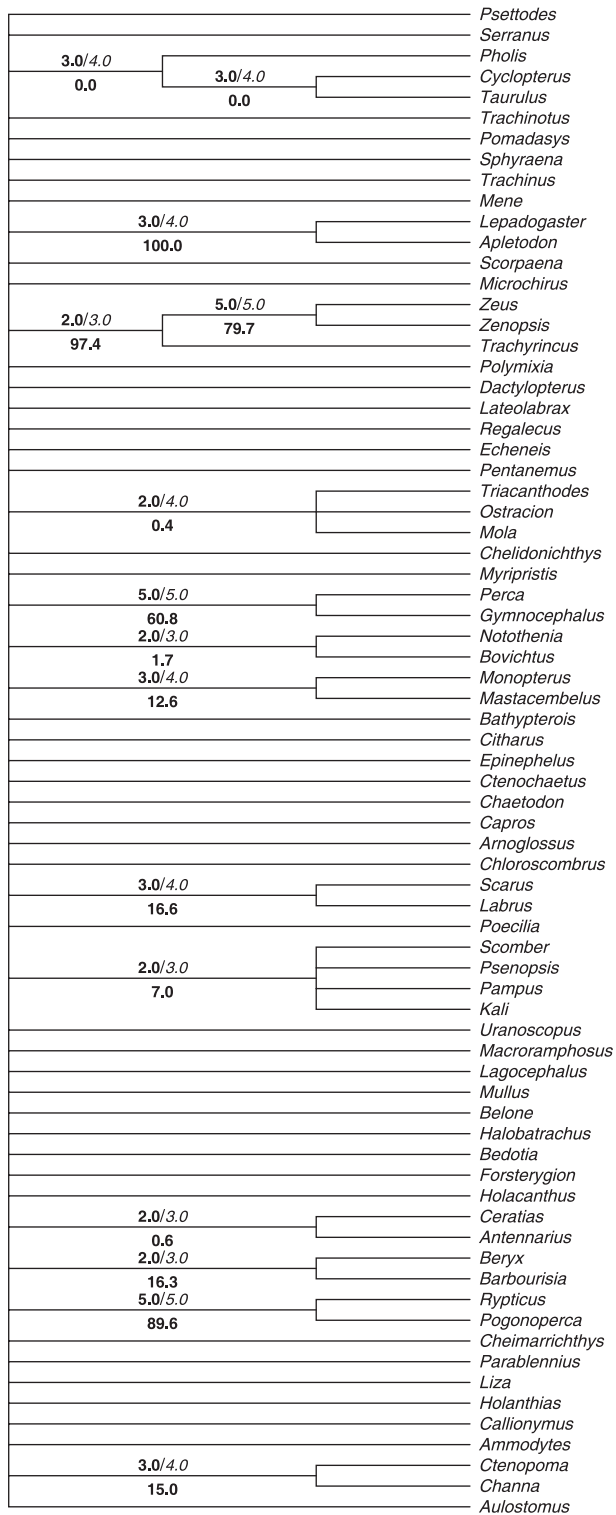 Psettodes
Serranus
Pholis
3.0/4.0
3.0/4.0
Cyclopterus
0.0
0.0
Taurulus
Trachinotus
Pomadasys
Sphyraena
Trachinus
Mene
3.0/4.0
Lepadogaster
100.0
Apletodon
Scorpaena
Microchirus
5.0/5.0
Zeus
2.0/3.0
79.7
Zenopsis
97.4
Trachyrincus
Polymixia
Dactylopterus
Lateolabrax
Regalecus
Echeneis
Pentanemus
2.0/4.0
Triacanthodes
Ostracion
0.4
Mola
Chelidonichthys
Myripristis
5.0/5.0
Perca
60.8
Gymnocephalus
2.0/3.0
Notothenia
1.7
Bovichtus
3.0/4.0
Monopterus
12.6
Mastacembelus
Bathypterois
Citharus
Epinephelus
Ctenochaetus
Chaetodon
Capros
Arnoglossus
Chloroscombrus
3.0/4.0
Scarus
16.6
Labrus
Poecilia
Scomber
2.0/3.0
Psenopsis
7.0
Pampus
Kali
Uranoscopus
Macroramphosus
Lagocephalus
Mullus
Belone
Halobatrachus
Bedotia
Forsterygion
Holacanthus
2.0/3.0
Ceratias
0.6
Antennarius
2.0/3.0
Beryx
16.3
Barbourisia
5.0/5.0
Rypticus
89.6
Pogonoperca
Cheimarrichthys
Parablennius
Liza
Holanthias
Callionymus
Ammodytes
3.0/4.0
Ctenopoma
15.0
Channa
Aulostomus